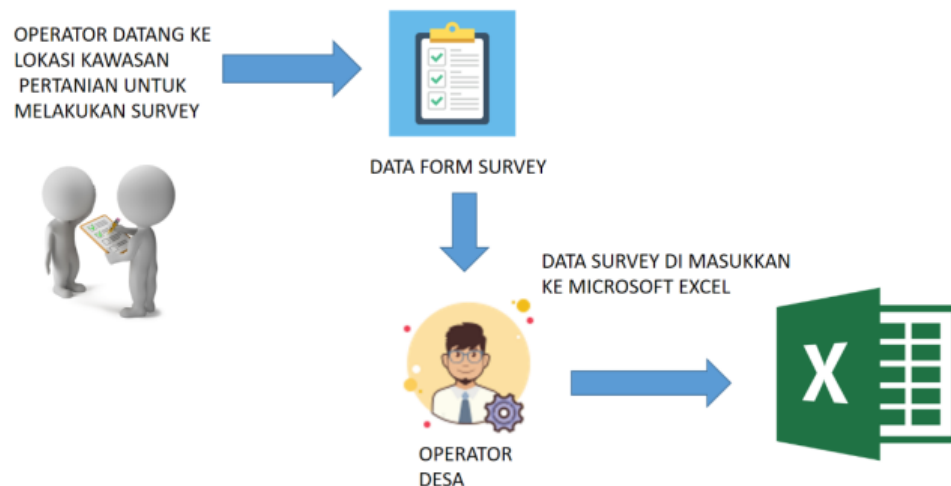 OPERATOR DATANG KE
LOKASI KAWASAN
PERTANIAN UNTUK
MELAKUKAN SURVEY
DATA FORM SURVEY
DATA SURVEY DI MASUKKAN
KE MICROSOFT EXCEL
X
OPERATOR
DESA